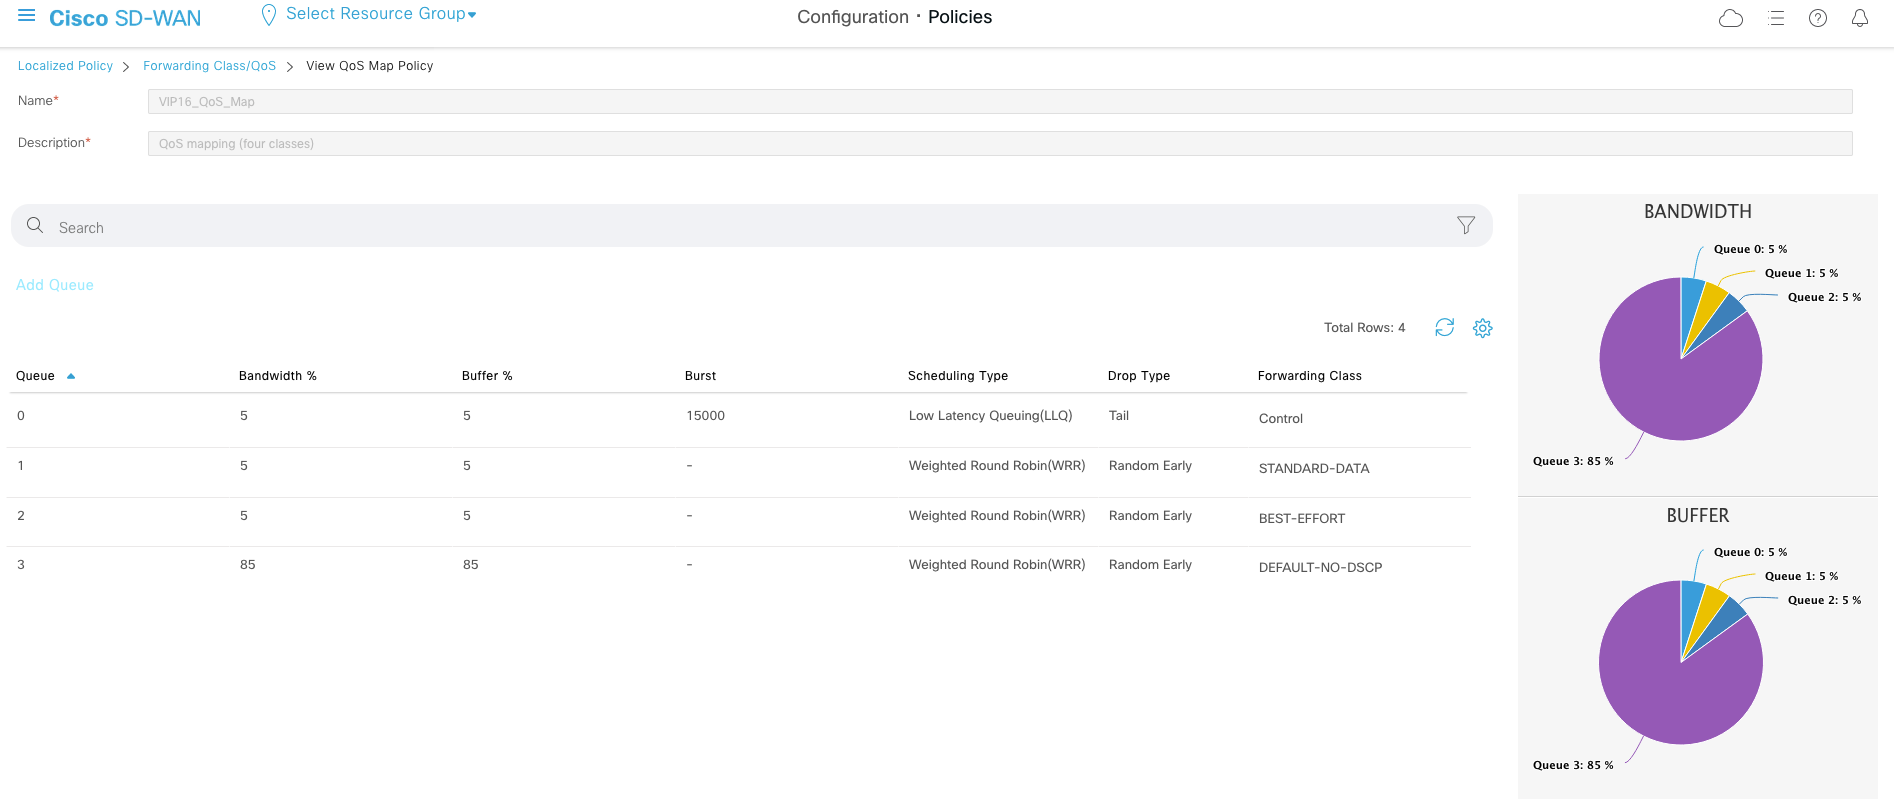 Cisco SD-WAN
Select Resource Group
Configuration · Policies
Localized Policy > Forwarding Class/QoS > View QoS Map Policy
Name*
VIP16_QoS_Map
Description*
QoS mapping (four classes)
Search
Add Queue
Total Rows: 4
Queue Bandwidth % Buffer % Burst Scheduling Type Drop Type Forwarding Class
0 5 5 15000 Low Latency Queuing(LLQ) Tail Control
1 5 5 - Weighted Round Robin(WRR) Random Early STANDARD-DATA
2 5 5 - Weighted Round Robin(WRR) Random Early BEST-EFFORT
3 85 85 - Weighted Round Robin(WRR) Random Early DEFAULT-NO-DSCP
BANDWIDTH
Queue 0: 5 %
Queue 1: 5 %
Queue 2: 5 %
Queue 3: 85 %
BUFFER
Queue 0: 5 %
Queue 1: 5 %
Queue 2: 5 %
Queue 3: 85 %